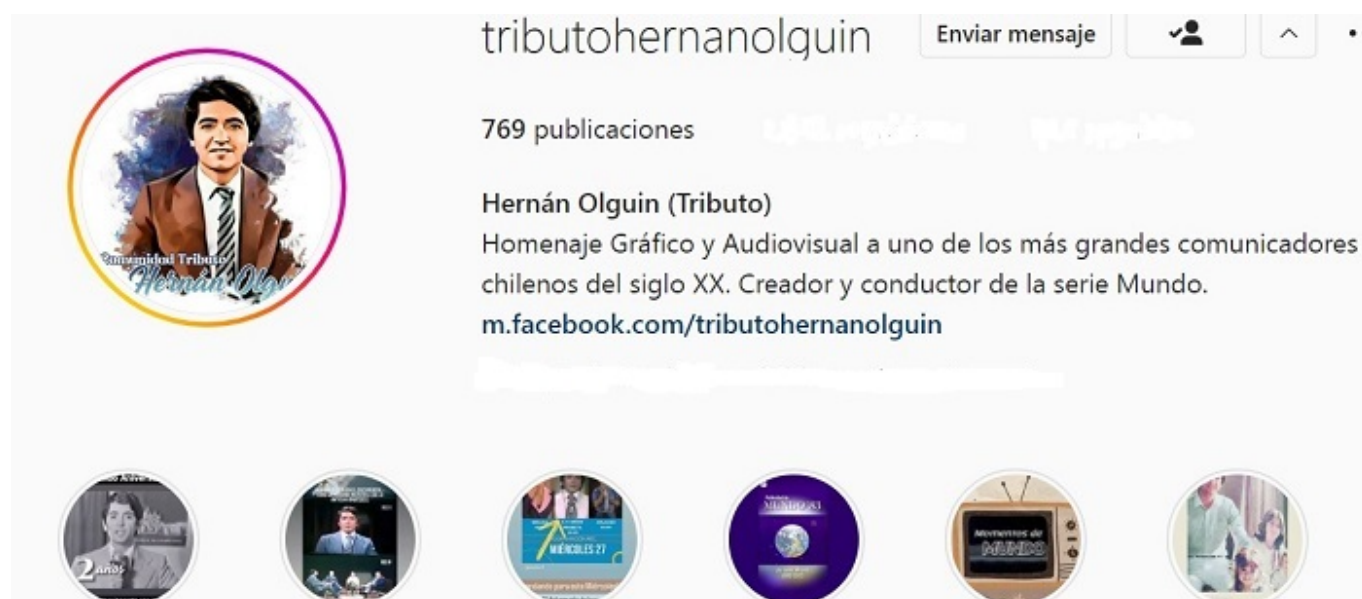 tributohernanolguin
Enviar mensaje
769 publicaciones
Hernán Olguin (Tributo)
Homenaje Gráfico y Audiovisual a uno de los más grandes comunicadores
chilenos del siglo XX. Creador y conductor de la serie Mundo.
m.facebook.com/tributohernanolguin
Comunidad Tributo
Hernán Olgu
2 años
MIÉRCOLES 27
MUNDO 83
Momentos de
MUNDO